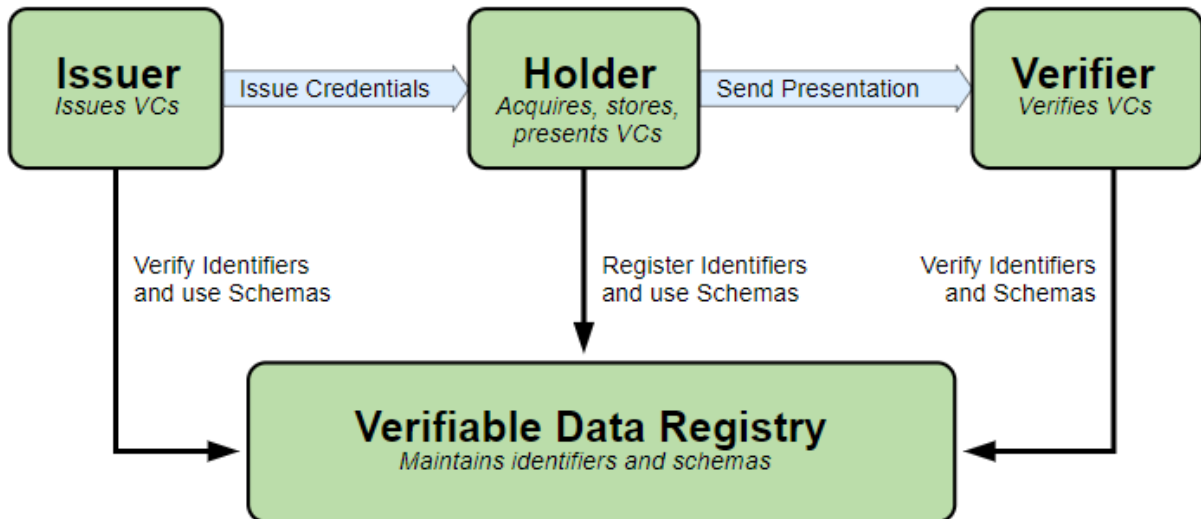 Issuer
Issues VCs
Issue Credentials
Holder
Acquires, stores,
presents VCs
Send Presentation
Verifier
Verifies VCs
Verify Identifiers
and use Schemas
Register Identifiers
and use Schemas
Verify Identifiers
and Schemas
Verifiable Data Registry
Maintains identifiers and schemas